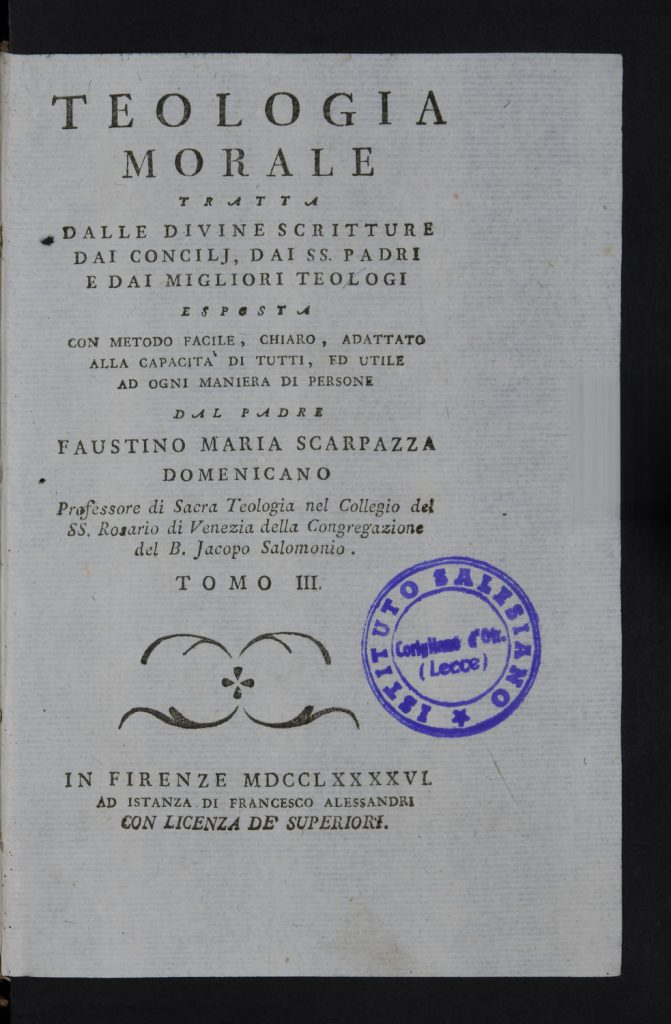 TEOLOGIA
MORALE
TRATTA
DALLE DIVINE SCRITTURE
DAI CONCILJ, DAI SS. PADRI
E DAI MIGLIORI TEOLOGI
ESPOSTA
CON METODO FACILE, CHIARO, ADATTATO
ALLA CAPACITA' DI TUTTI, ED UTILE
AD OGNI MANIERA DI PERSONE
DAL PADRE
FAUSTINO MARIA SCARPAZZA
DOMENICANO
Professore di Sacra Teologia nel Collegio del
SS. Rosario di Venezia della Congregazione
del B. Jacopo Salomonio.
TOMO III.
ISTITUTO SALESIANO
Corigliano d'Otr.
(Lecce)
IN FIRENZE MDCCLXXXXVI.
AD ISTANZA DI FRANCESCO ALESSANDRI
CON LICENZA DE' SUPERIORI.